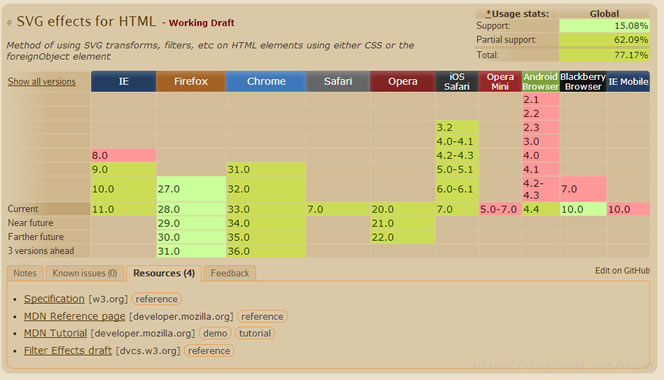 # SVG effects for HTML - Working Draft
*Usage stats: Global
Support: 15.08%
Partial support: 62.09%
Total: 77.17%
Method of using SVG transforms, filters, etc on HTML elements using either CSS or the
foreignObject element
Show all versions IE Firefox Chrome Safari Opera iOS Safari Opera Mini Android Browser Blackberry Browser IE Mobile
2.1
2.2
3.2 2.3
4.0-4.1 3.0
8.0 4.2-4.3 4.0
9.0 31.0 5.0-5.1 4.1
10.0 27.0 32.0 6.0-6.1 4.2-4.3 7.0
Current 11.0 28.0 33.0 7.0 20.0 7.0 5.0-7.0 4.4 10.0 10.0
Near future 29.0 34.0 21.0
Farther future 30.0 35.0 22.0
3 versions ahead 31.0 36.0
Notes Known issues (0) Resources (4) Feedback
Edit on GitHub
Specification [w3.org] reference
MDN Reference page [developer.mozilla.org] reference
MDN Tutorial [developer.mozilla.org] demo tutorial
Filter Effects draft [dvcs.w3.org] reference